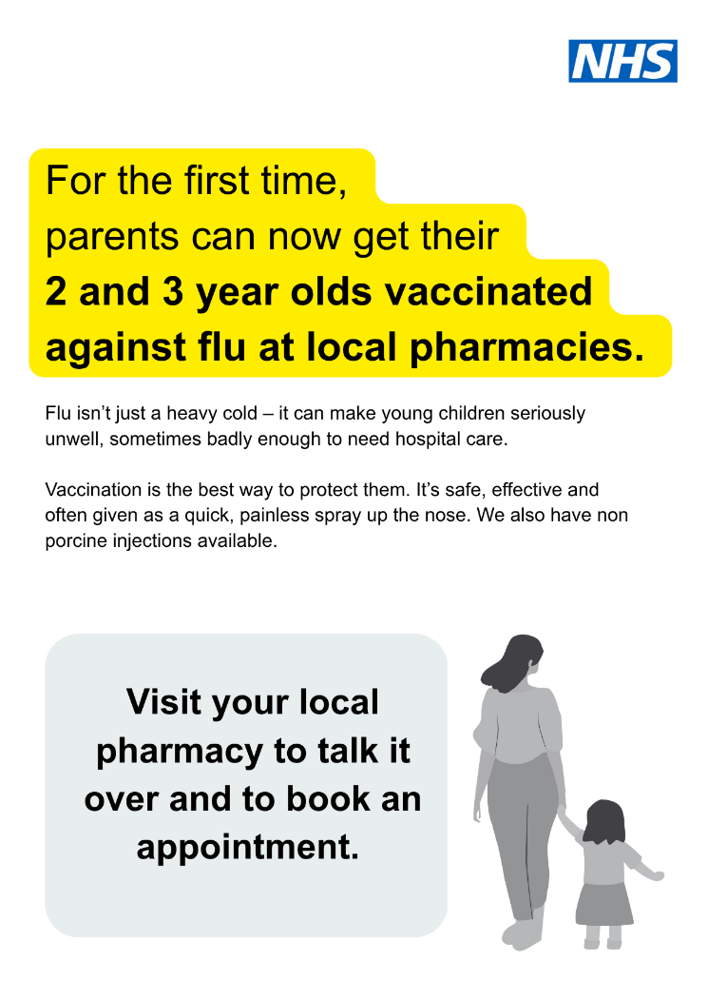 NHS
For the first time,
parents can now get their
2 and 3 year olds vaccinated
against flu at local pharmacies.
Flu isn’t just a heavy cold – it can make young children seriously
unwell, sometimes badly enough to need hospital care.
Vaccination is the best way to protect them. It’s safe, effective and
often given as a quick, painless spray up the nose. We also have non
porcine injections available.
Visit your local
pharmacy to talk it
over and to book an
appointment.